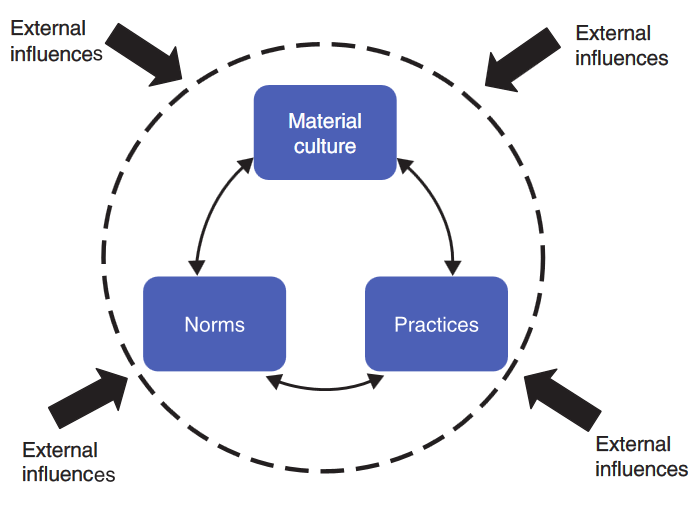 External
influences
External
influences
Material
culture
Norms
Practices
External
influences
External
influences